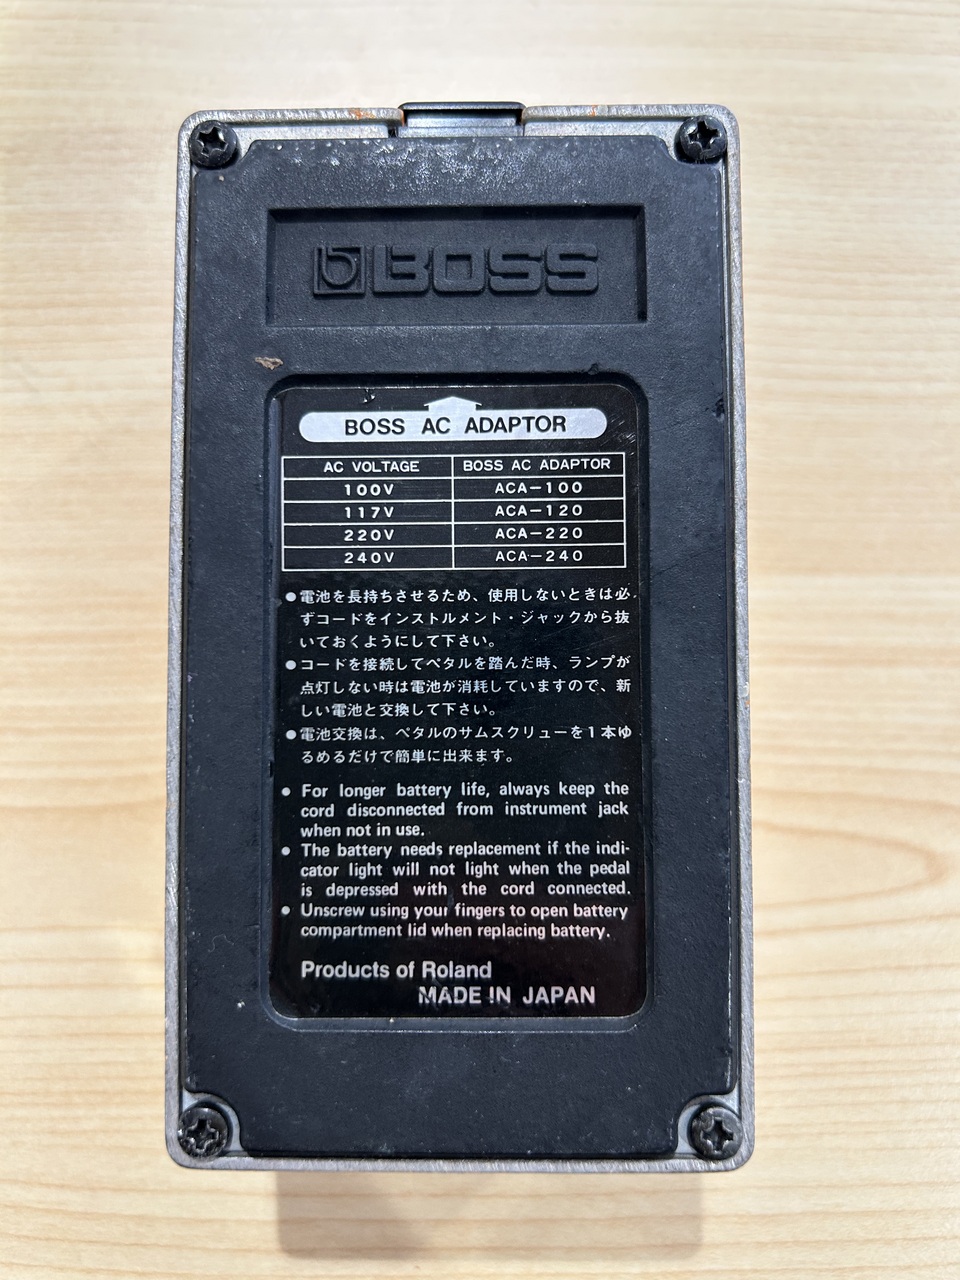 BOSS
BOSS AC ADAPTOR
AC VOLTAGE BOSS AC ADAPTOR
100V ACA-100
117V ACA-120
220V ACA-220
240V ACA-240
●電池を長持ちさせるため、使用しないときは必
ずコードをインストルメント・ジャックから抜
いておくようにして下さい。
●コードを接続してペタルを踏んだ時、ランプが
点灯しない時は電池が消耗していますので、新
しい電池と交換して下さい。
●電池交換は、ペタルのサムスクリューを1本ゆ
るめるだけで簡単に出来ます。
● For longer battery life, always keep the
cord disconnected from instrument jack
when not in use.
● The battery needs replacement if the indi-
cator light will not light when the pedal
is depressed with the cord connected.
● Unscrew using your fingers to open battery
compartment lid when replacing battery.
Products of Roland
MADE IN JAPAN